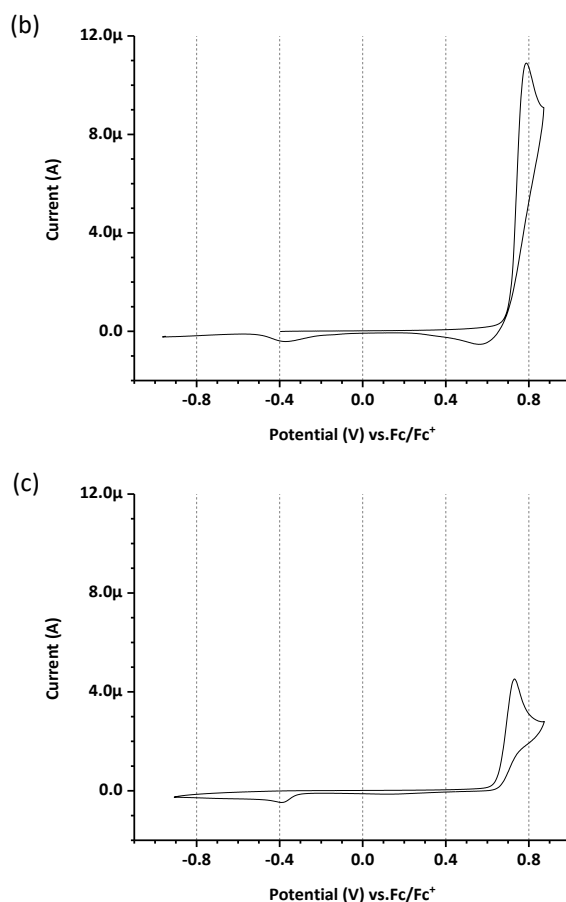 (b)
12.0µ
8.0µ
4.0µ
0.0
Current (A)
-0.8 -0.4 0.0 0.4 0.8
Potential (V) vs.Fc/Fc⁺
(c)
12.0µ
8.0µ
4.0µ
0.0
Current (A)
-0.8 -0.4 0.0 0.4 0.8
Potential (V) vs.Fc/Fc⁺